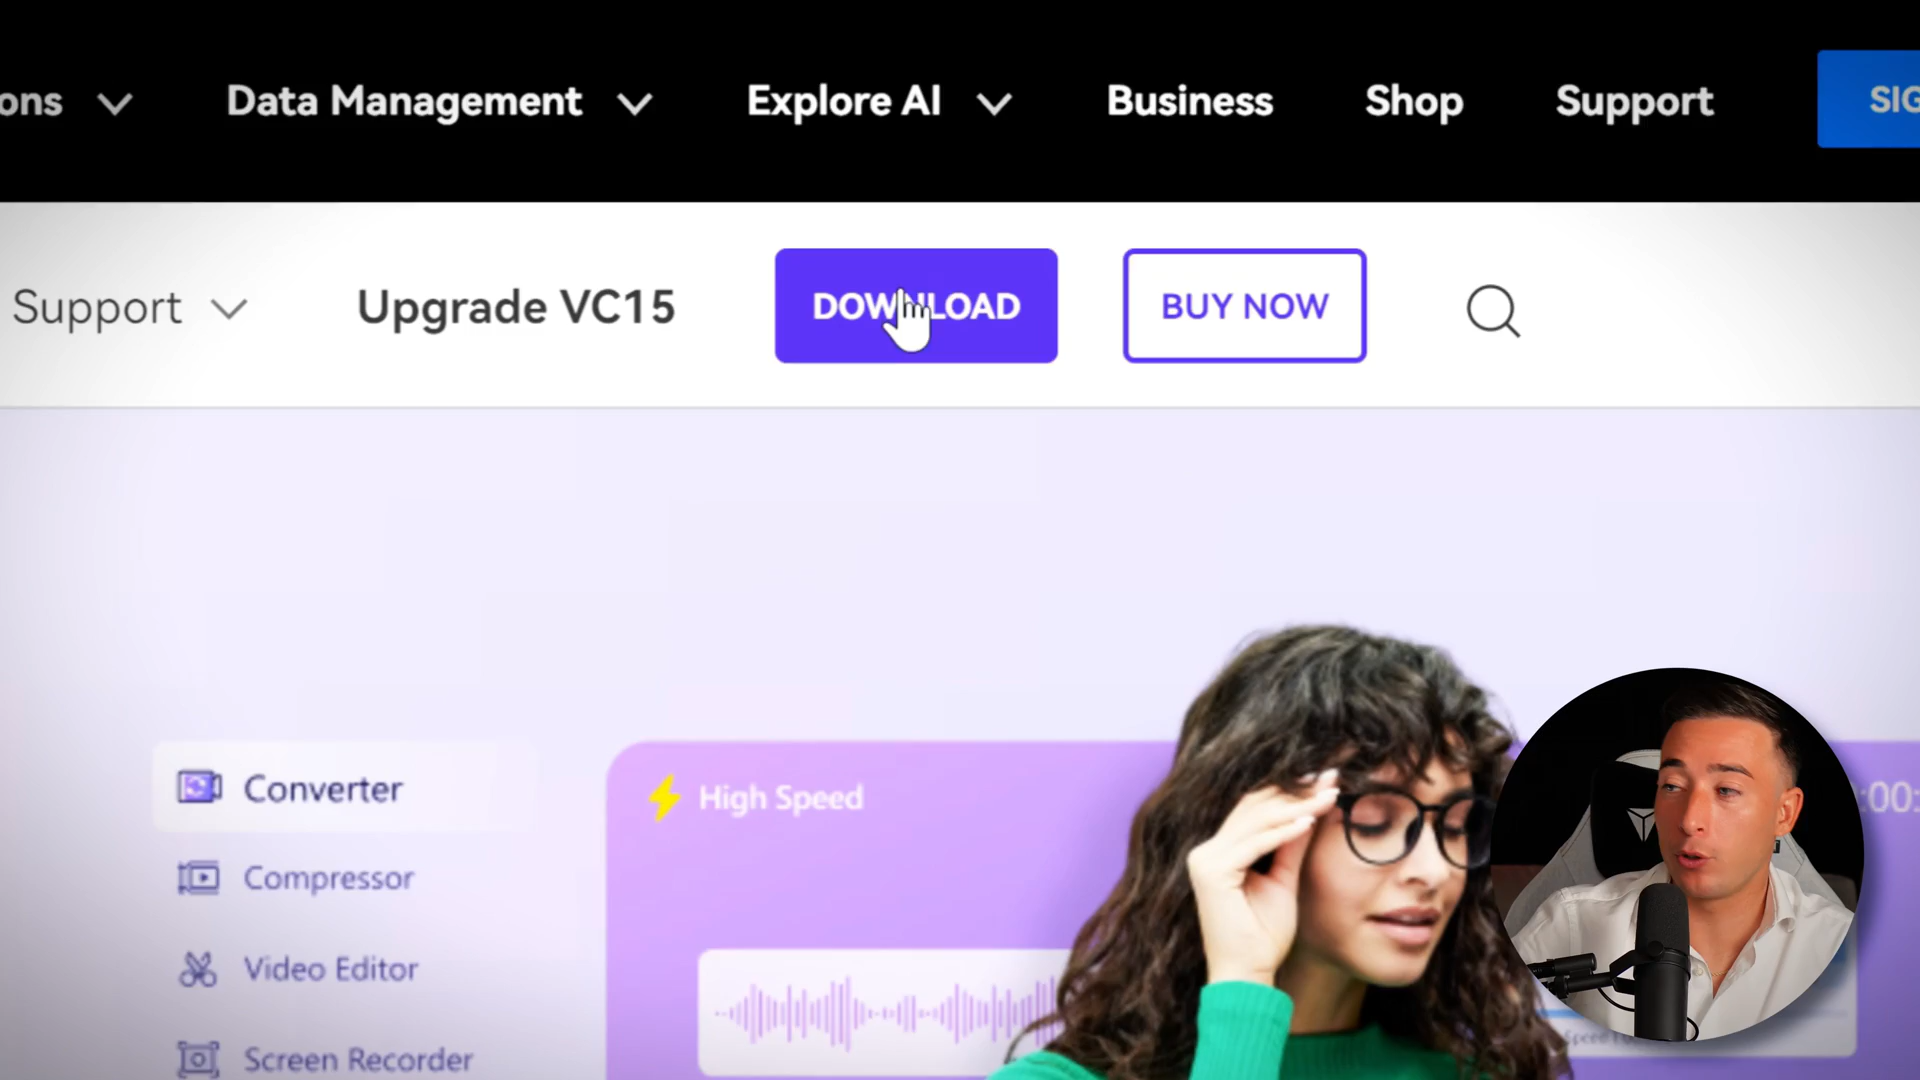 ons Data Management Explore AI Business Shop Support SIG
Support Upgrade VC15 DOWNLOAD BUY NOW
Converter
High Speed
:00:
Compressor
Video Editor
Screen Recorder